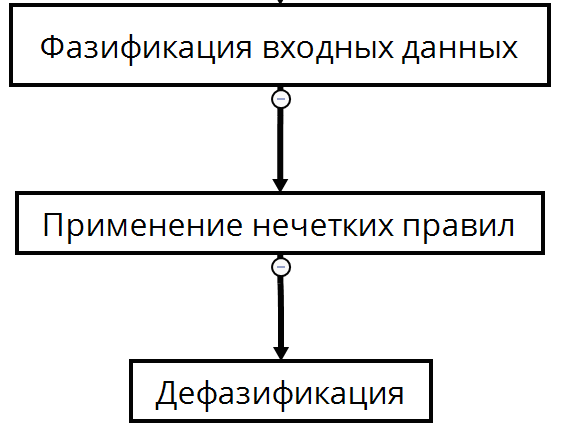 Фазификация входных данных
Применение нечетких правил
Дефазификация